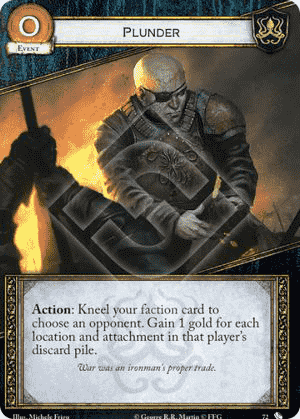 0
PLUNDER
EVENT
Action: Kneel your faction card to
choose an opponent. Gain 1 gold for each
location and attachment in that player's
discard pile.
War was an ironman's proper trade.
Illus. Michele Frigo
© George R.R. Martin © FFG
72